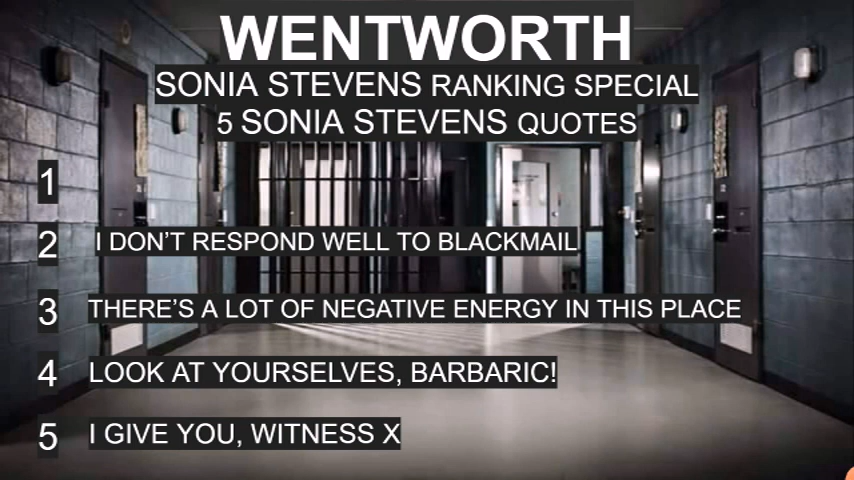 WENTWORTH
SONIA STEVENS RANKING SPECIAL
5 SONIA STEVENS QUOTES
1
2 I DON'T RESPOND WELL TO BLACKMAIL
3 THERE'S A LOT OF NEGATIVE ENERGY IN THIS PLACE
4 LOOK AT YOURSELVES, BARBARIC!
5 I GIVE YOU, WITNESS X